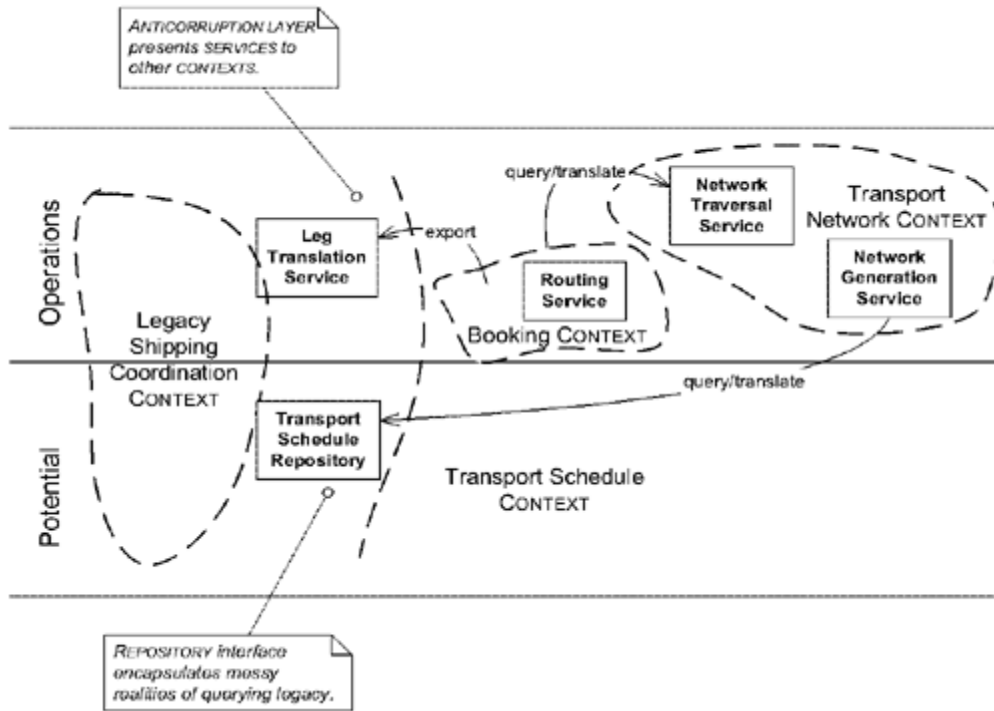 ANTICORRUPTION LAYER
presents SERVICES to
other CONTEXTS.
Operations
query/translate
Network
Traversal
Service
Transport
Network CONTEXT
Leg
Translation
Service
export
Routing
Service
Network
Generation
Service
Booking CONTEXT
Legacy
Shipping
Coordination
CONTEXT
query/translate
Potential
Transport
Schedule
Repository
Transport Schedule
CONTEXT
REPOSITORY interface
encapsulates messy
realities of querying legacy.